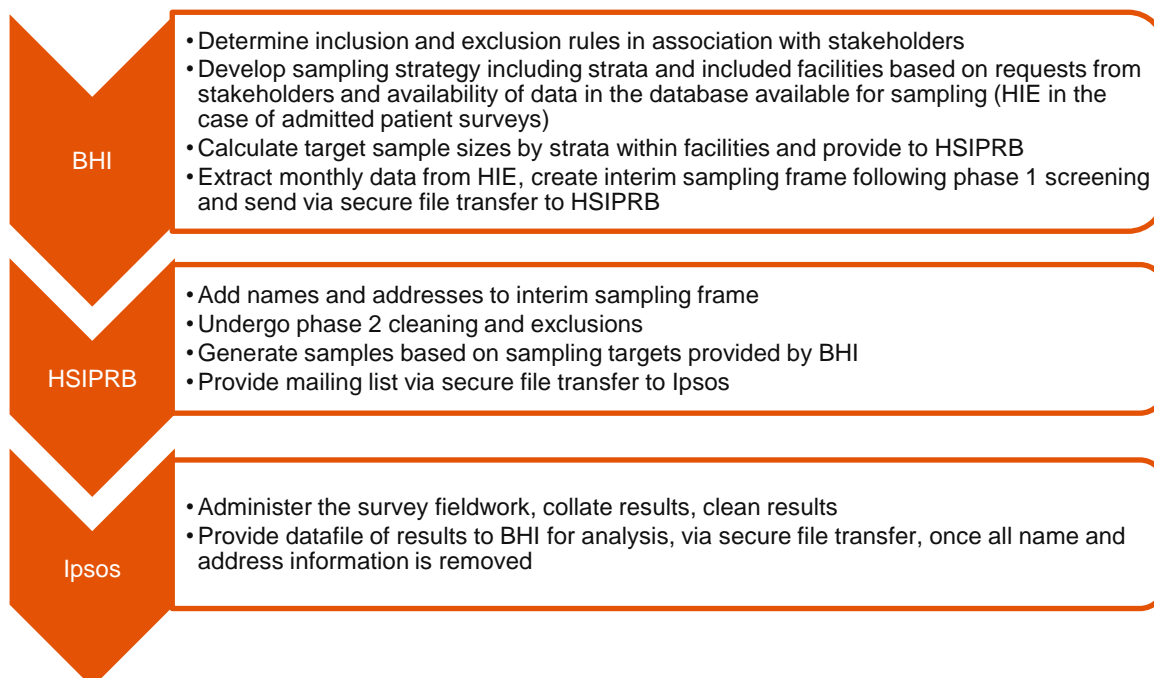 BHI
• Determine inclusion and exclusion rules in association with stakeholders
• Develop sampling strategy including strata and included facilities based on requests from
stakeholders and availability of data in the database available for sampling (HIE in the
case of admitted patient surveys)
• Calculate target sample sizes by strata within facilities and provide to HSIPRB
• Extract monthly data from HIE, create interim sampling frame following phase 1 screening
and send via secure file transfer to HSIPRB
HSIPRB
• Add names and addresses to interim sampling frame
• Undergo phase 2 cleaning and exclusions
• Generate samples based on sampling targets provided by BHI
• Provide mailing list via secure file transfer to Ipsos
Ipsos
• Administer the survey fieldwork, collate results, clean results
• Provide datafile of results to BHI for analysis, via secure file transfer, once all name and
address information is removed